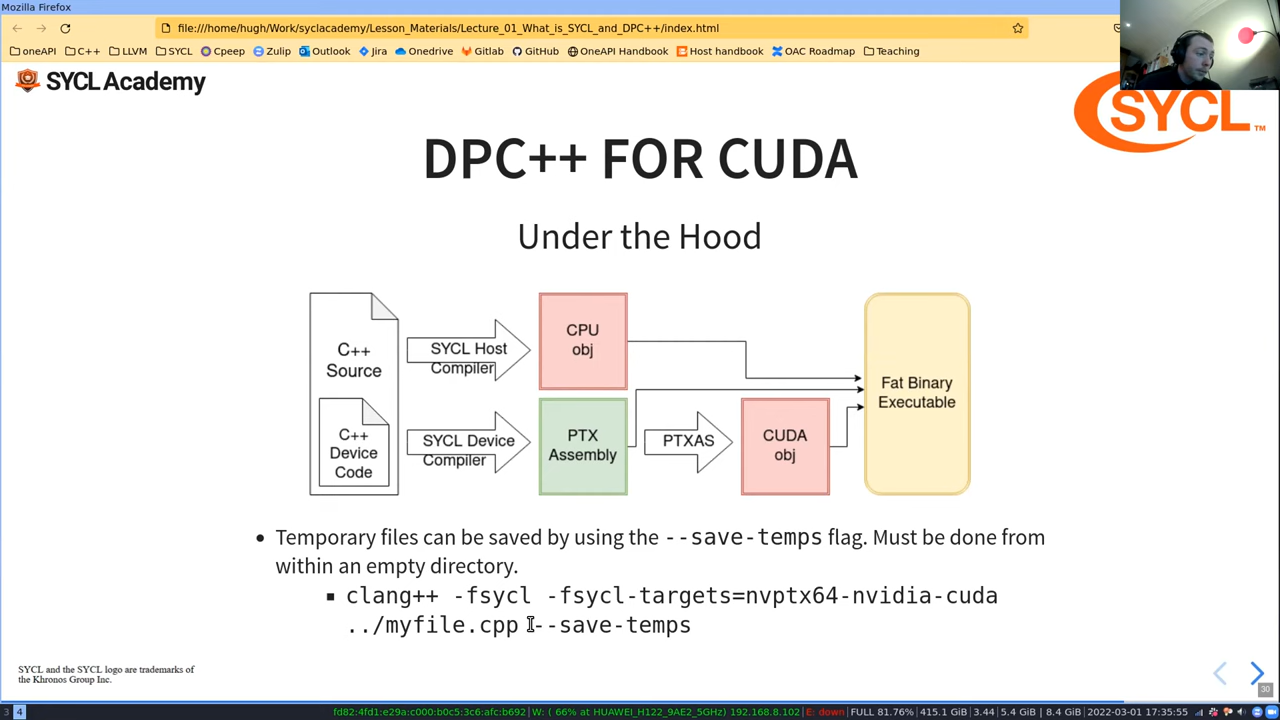 Mozilla Firefox
file:///home/hugh/Work/syclacademy/Lesson_Materials/Lecture_01_What_is_SYCL_and_DPC++/index.html
oneAPI C++ LLVM SYCL Cpeep Zulip Outlook Jira Onedrive Gitlab GitHub OneAPI Handbook Host handbook OAC Roadmap Teaching
SYCL Academy
SYCL™
DPC++ FOR CUDA
Under the Hood
C++
Source
SYCL Host
Compiler
CPU
obj
Fat Binary
Executable
C++
Device
Code
SYCL Device
Compiler
PTX
Assembly
PTXAS
CUDA
obj
Temporary files can be saved by using the --save-temps flag. Must be done from
within an empty directory.
clang++ -fsycl -fsycl-targets=nvptx64-nvidia-cuda
../myfile.cpp --save-temps
SYCL and the SYCL logo are trademarks of
the Khronos Group Inc.
30
3 4 fd82:4fd1:e29a:c000:b0c5:3c6:afc:b692 W: ( 66% at HUAWEI_H122_9AE2_5GHz) 192.168.8.102 E: down FULL 81.76% 415.1 GiB 3.44 5.4 GiB 8.4 GiB 2022-03-01 17:35:55